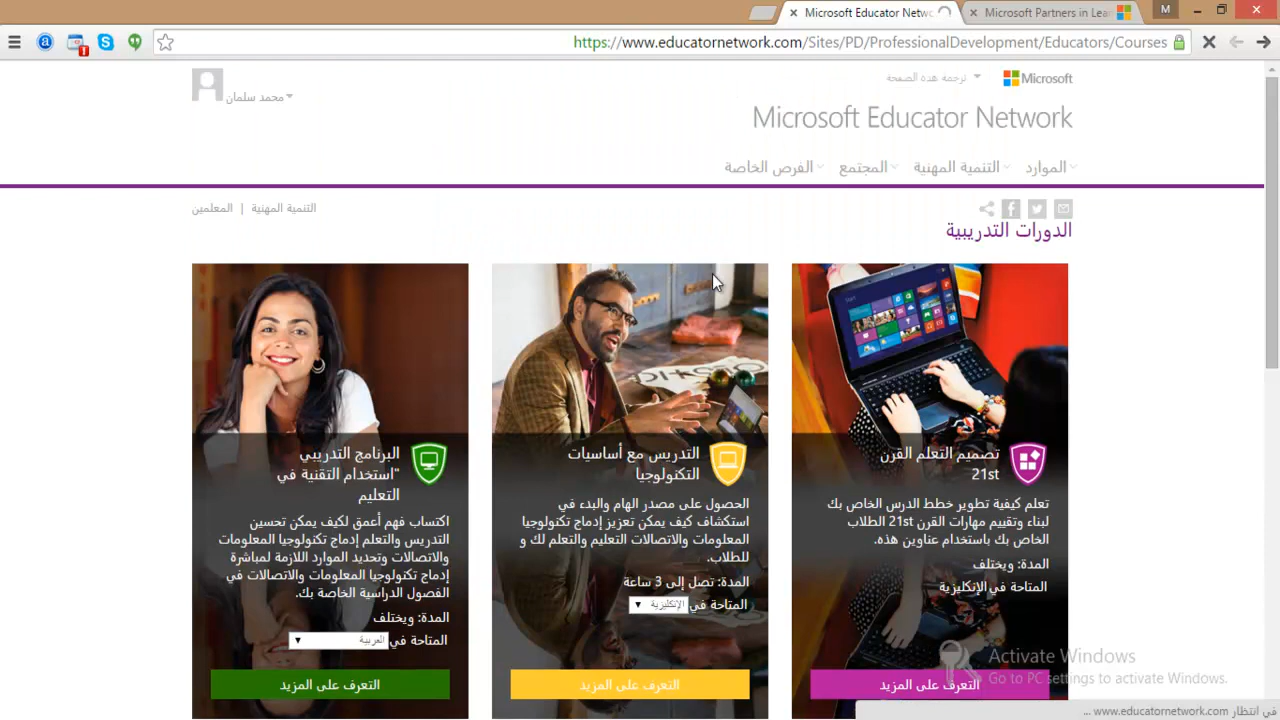 Microsoft Educator Netwo
Microsoft Partners in Lea
M
https://www.educatornetwork.com/Sites/PD/ProfessionalDevelopment/Educators/Courses
Microsoft
ترجمه هذه الصفحة
محمد سلمان
Microsoft Educator Network
الموارد
التنمية المهنية
المجتمع
الفرص الخاصة
التنمية المهنية | المعلمين
الدورات التدريبية
تصميم التعلم القرن
21st
تعلم كيفية تطوير خطط الدرس الخاص بك
لبناء وتقييم مهارات القرن 21st الطلاب
الخاص بك باستخدام عناوين هذه.
المدة: ويختلف
المتاحة في الإنكليزية
التعرف على المزيد
التدريس مع أساسيات
التكنولوجيا
الحصول على مصدر الهام والبدء في
استكشاف كيف يمكن تعزيز إدماج تكنولوجيا
المعلومات والاتصالات التعليم والتعلم لك و
للطلاب.
المدة: تصل إلى 3 ساعة
المتاحة في الإنكليزية
التعرف على المزيد
البرنامج التدريبي
"استخدام التقنية في
التعليم
اكتساب فهم أعمق لكيف يمكن تحسين
التدريس والتعلم إدماج تكنولوجيا المعلومات
والاتصالات وتحديد الموارد اللازمة لمباشرة
إدماج تكنولوجيا المعلومات والاتصالات في
الفصول الدراسية الخاصة بك.
المدة: ويختلف
المتاحة في العربية
التعرف على المزيد
Activate Windows
Go to PC settings to activate Windows.
في انتظار www.educatornetwork.com ...